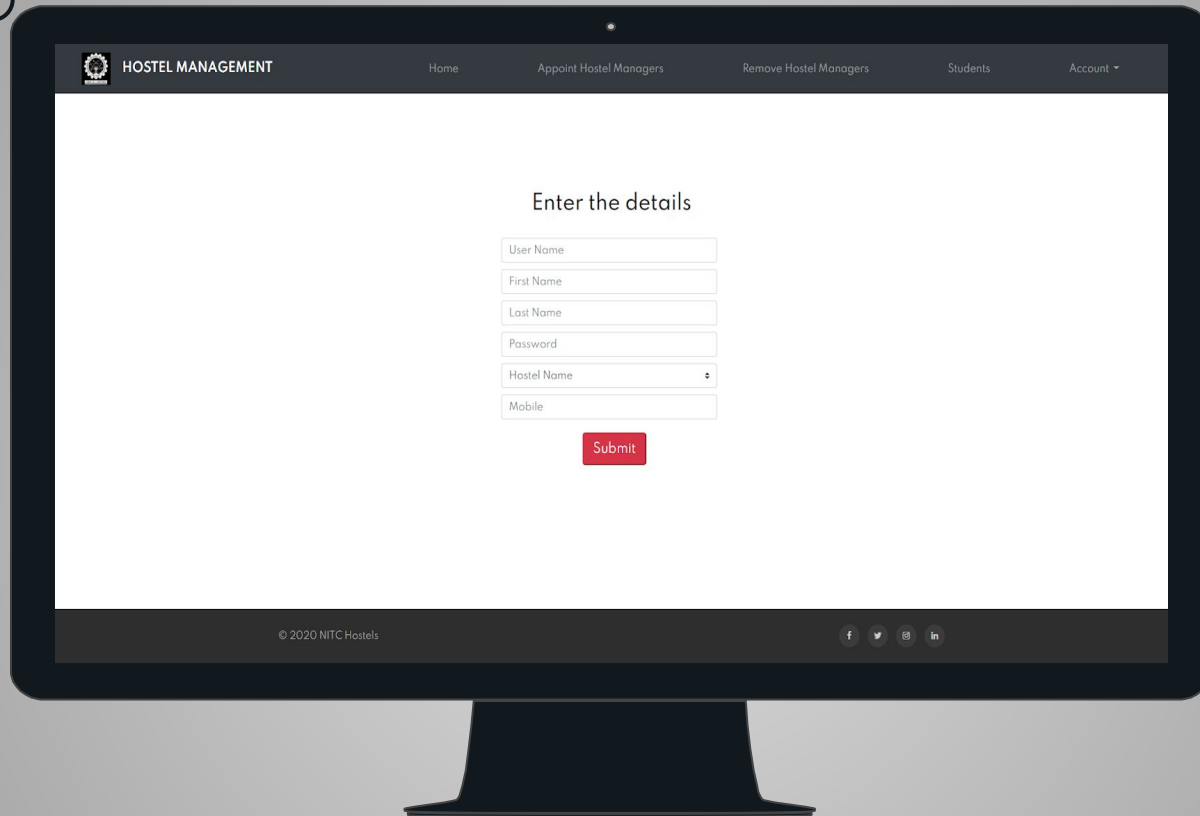 HOSTEL MANAGEMENT Home Appoint Hostel Managers Remove Hostel Managers Students Account
Enter the details
User Name
First Name
Last Name
Password
Hostel Name
Mobile
Submit
© 2020 NITC Hostels